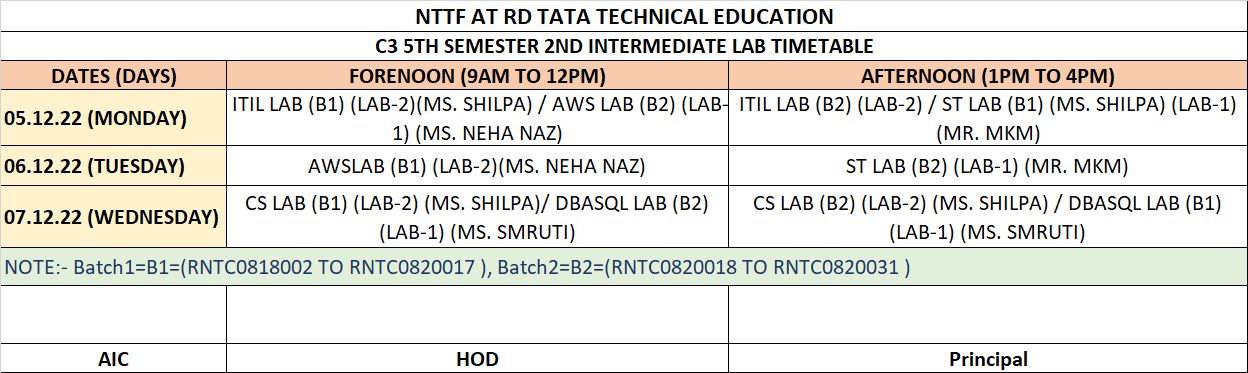 NTTF AT RD TATA TECHNICAL EDUCATION
C3 5TH SEMESTER 2ND INTERMEDIATE LAB TIMETABLE
DATES (DAYS) FORENOON (9AM TO 12PM) AFTERNOON (1PM TO 4PM)
05.12.22 (MONDAY)
ITIL LAB (B1) (LAB-2)(MS. SHILPA) / AWS LAB (B2) (LAB-
1) (MS. NEHA NAZ)
ITIL LAB (B2) (LAB-2) / ST LAB (B1) (MS. SHILPA) (LAB-1)
(MR. MKM)
06.12.22 (TUESDAY) AWSLAB (B1) (LAB-2)(MS. NEHA NAZ) ST LAB (B2) (LAB-1) (MR. MKM)
07.12.22 (WEDNESDAY)
CS LAB (B1) (LAB-2) (MS. SHILPA)/ DBASQL LAB (B2)
(LAB-1) (MS. SMRUTI)
CS LAB (B2) (LAB-2) (MS. SHILPA) / DBASQL LAB (B1)
(LAB-1) (MS. SMRUTI)
NOTE:- Batch1=B1=(RNTC0818002 TO RNTC0820017 ), Batch2=B2=(RNTC0820018 TO RNTC0820031 )
AIC HOD Principal